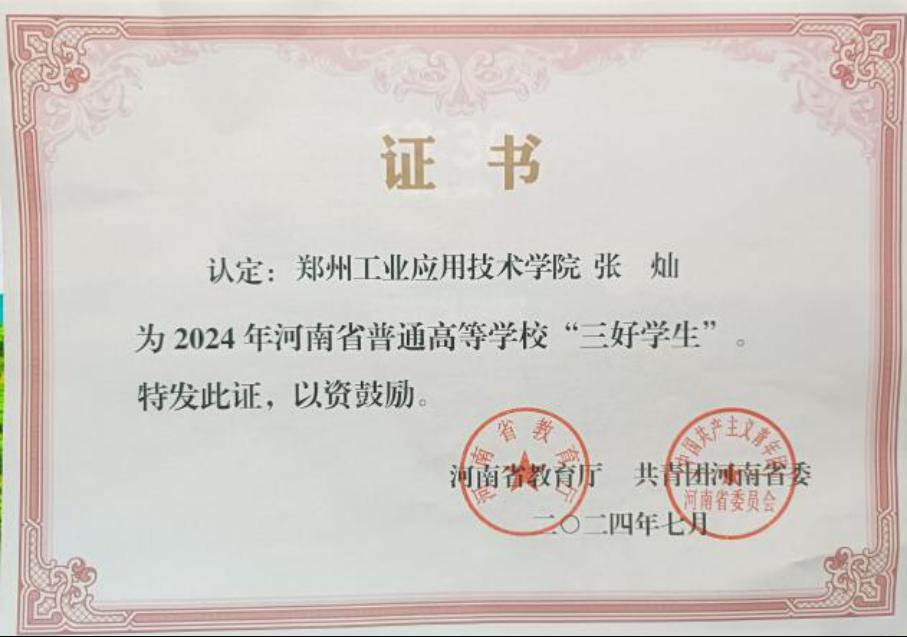 证 书
认定：郑州工业应用技术学院 张 灿
为 2024 年河南省普通高等学校“三好学生”。
特发此证，以资鼓励。
河南省教育厅 共青团河南省委
二〇二四年七月
河南省教育厅
中国共产主义青年团
河南省委员会